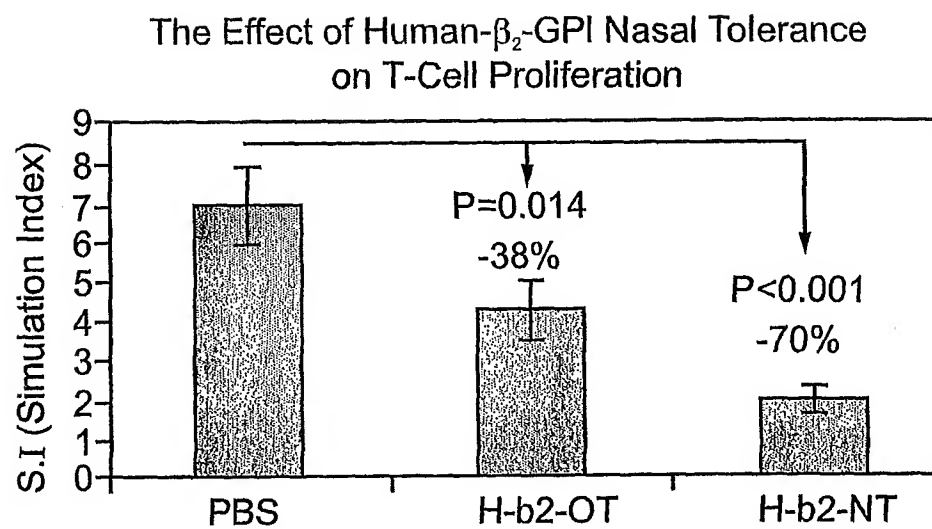 The Effect of Human-β₂-GPI Nasal Tolerance
on T-Cell Proliferation
S.I (Simulation Index)
9
8
7
6
5
4
3
2
1
0
P=0.014
-38%
P<0.001
-70%
PBS
H-b2-OT
H-b2-NT